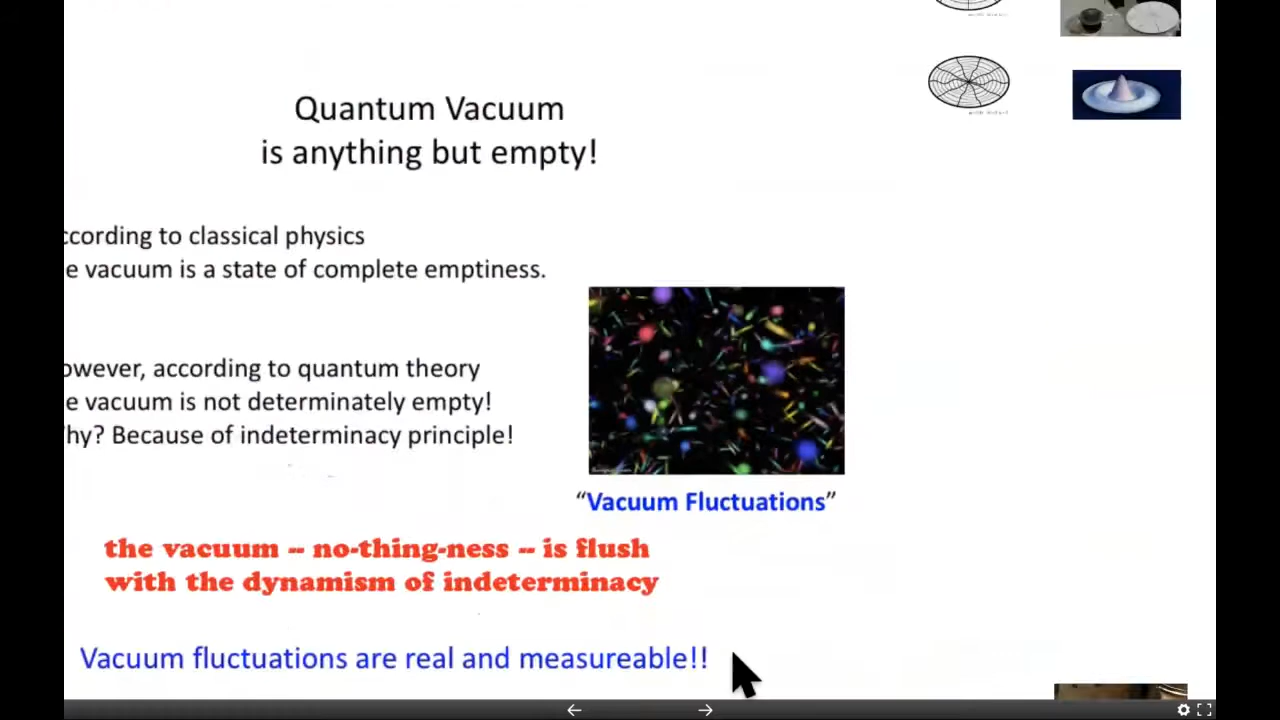 Quantum Vacuum
is anything but empty!
ccording to classical physics
e vacuum is a state of complete emptiness.
owever, according to quantum theory
e vacuum is not determinately empty!
hy? Because of indeterminacy principle!
“Vacuum Fluctuations”
the vacuum -- no-thing-ness -- is flush
with the dynamism of indeterminacy
Vacuum fluctuations are real and measureable!!